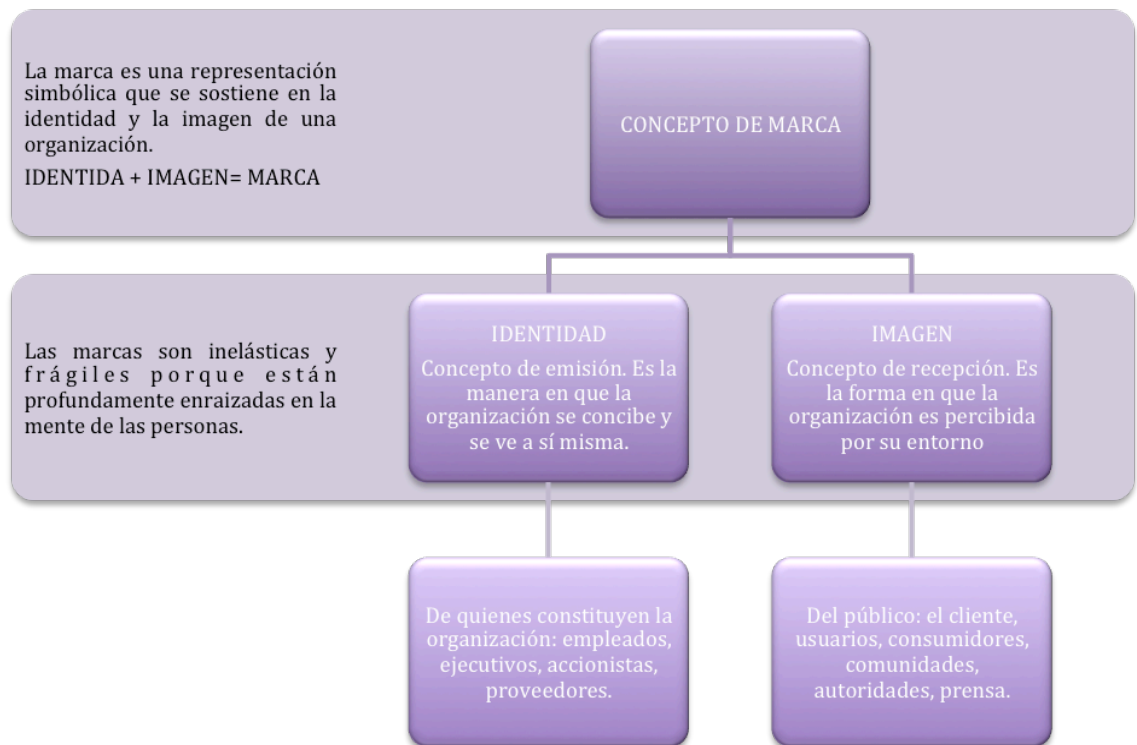 La marca es una representación
simbólica que se sostiene en la
identidad y la imagen de una
organización.
IDENTIDA + IMAGEN= MARCA
CONCEPTO DE MARCA
Las marcas son inelásticas y
frágiles porque están
profundamente enraizadas en la
mente de las personas.
IDENTIDAD
Concepto de emisión. Es la
manera en que la
organización se concibe y
se ve a sí misma.
IMAGEN
Concepto de recepción. Es
la forma en que la
organización es percibida
por su entorno
De quienes constituyen la
organización: empleados,
ejecutivos, accionistas,
proveedores.
Del público: el cliente,
usuarios, consumidores,
comunidades,
autoridades, prensa.